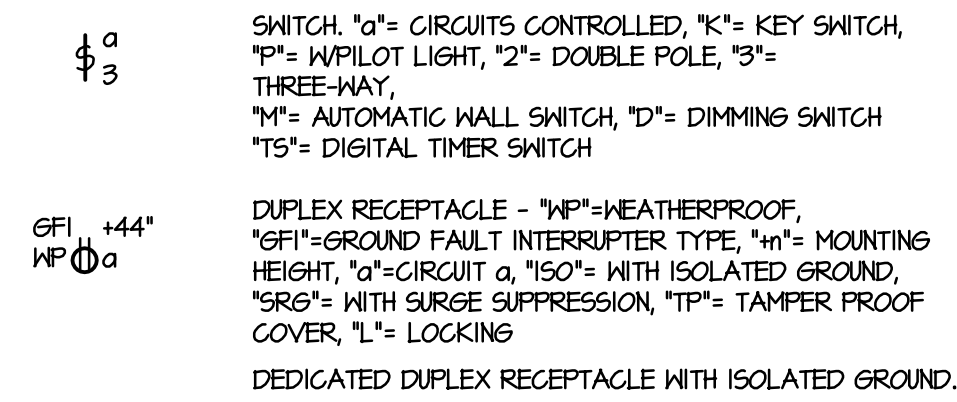 $ a
3
SWITCH. "a"= CIRCUITS CONTROLLED, "K"= KEY SWITCH,
"P"= W/PILOT LIGHT, "2"= DOUBLE POLE, "3"=
THREE-WAY,
"M"= AUTOMATIC WALL SWITCH, "D"= DIMMING SWITCH
"TS"= DIGITAL TIMER SWITCH
GFI +44"
WP a
DUPLEX RECEPTACLE - "WP"=WEATHERPROOF,
"GFI"=GROUND FAULT INTERRUPTER TYPE, "+n"= MOUNTING
HEIGHT, "a"=CIRCUIT a, "ISO"= WITH ISOLATED GROUND,
"SRG"= WITH SURGE SUPPRESSION, "TP"= TAMPER PROOF
COVER, "L"= LOCKING
DEDICATED DUPLEX RECEPTACLE WITH ISOLATED GROUND.